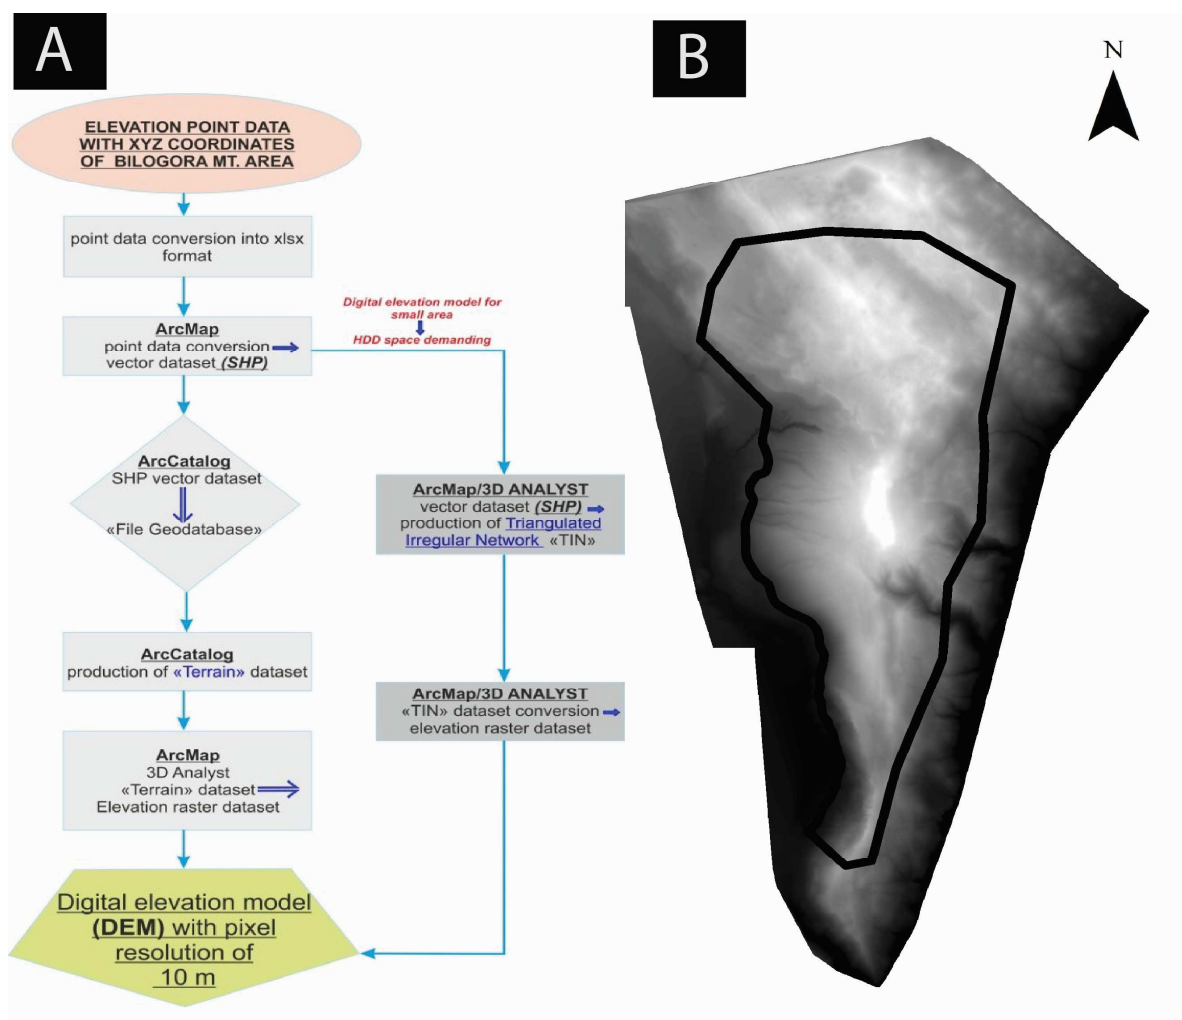 A
ELEVATION POINT DATA
WITH XYZ COORDINATES
OF BILOGORA MT. AREA
point data conversion into xlsx
format
ArcMap
point data conversion
vector dataset (SHP)
Digital elevation model for
small area
HDD space demanding
ArcCatalog
SHP vector dataset
«File Geodatabase»
ArcMap/3D ANALYST
vector dataset (SHP)
production of Triangulated
Irregular Network «TIN»
ArcCatalog
production of «Terrain» dataset
ArcMap/3D ANALYST
«TIN» dataset conversion
elevation raster dataset
ArcMap
3D Analyst
«Terrain» dataset
Elevation raster dataset
Digital elevation model
(DEM) with pixel
resolution of
10 m
B
N